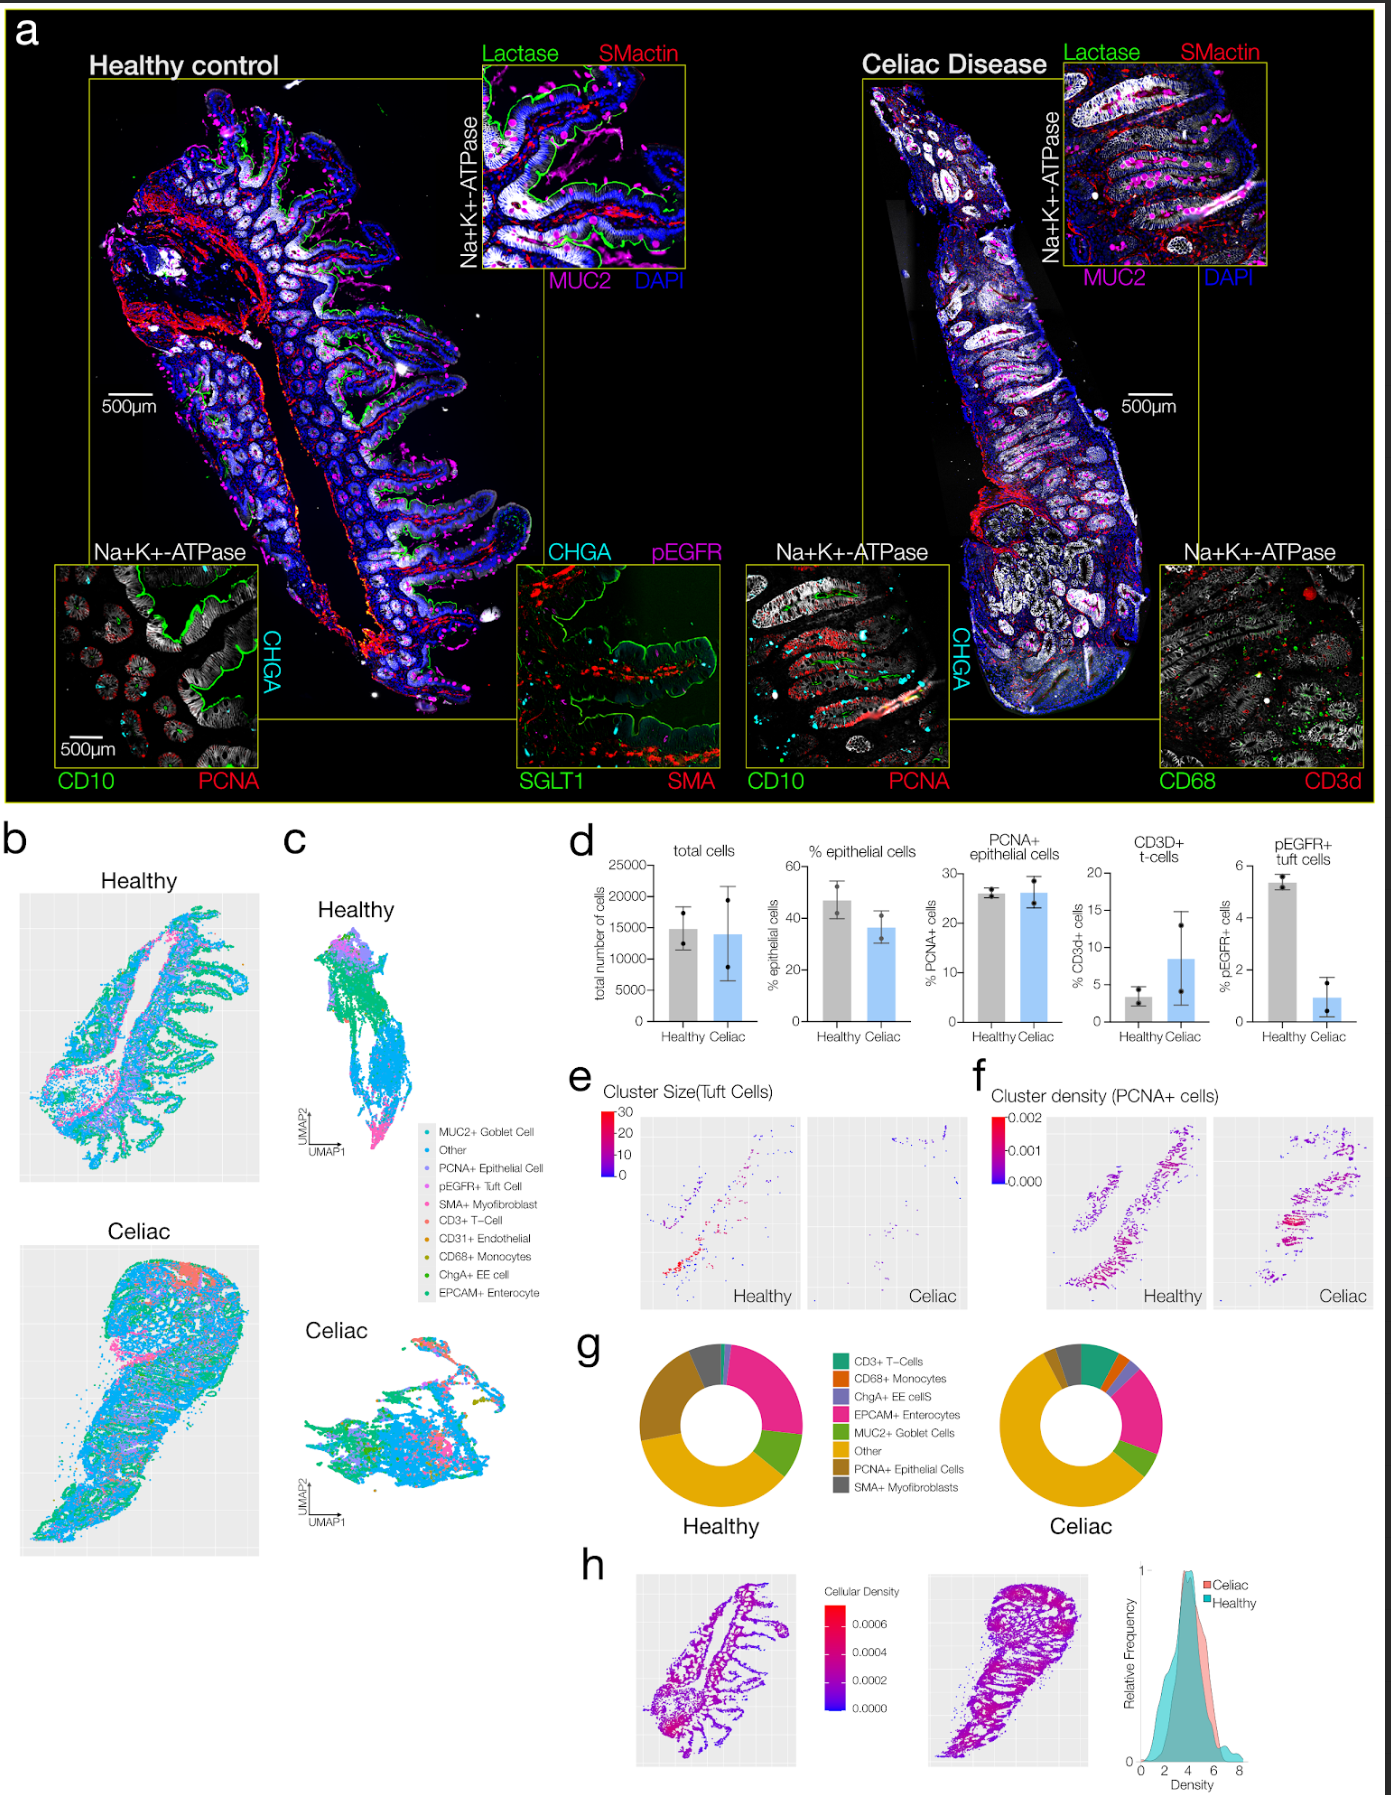 a
Healthy control
Lactase SMactin
Na+K+-ATPase
MUC2 DAPI
Celiac Disease
Lactase SMactin
Na+K+-ATPase
MUC2 DAPI
500µm
500µm
Na+K+-ATPase
CHGA
500µm
CD10 PCNA
CHGA pEGFR
SGLT1 SMA
Na+K+-ATPase
CHGA
CD10 PCNA
Na+K+-ATPase
CD68 CD3d
b
Healthy
Celiac
c
Healthy
UMAP2
UMAP1
MUC2+ Goblet Cell
Other
PCNA+ Epithelial Cell
pEGFR+ Tuft Cell
SMA+ Myofibroblast
CD3+ T-Cell
CD31+ Endothelial
CD68+ Monocytes
ChgA+ EE cell
EPCAM+ Enterocyte
Celiac
UMAP2
UMAP1
d
total cells
total number of cells
25000
20000
15000
10000
5000
0
Healthy Celiac
% epithelial cells
% epithelial cells
60
40
20
0
Healthy Celiac
PCNA+
epithelial cells
% PCNA+ cells
30
20
10
0
Healthy Celiac
CD3D+
t-cells
% CD3d+ cells
20
15
10
5
0
Healthy Celiac
pEGFR+
tuft cells
% pEGFR+ cells
6
4
2
0
Healthy Celiac
e
Cluster Size(Tuft Cells)
30
20
10
0
Healthy
Celiac
f
Cluster density (PCNA+ cells)
0.002
0.001
0.000
Healthy
Celiac
g
CD3+ T-Cells
CD68+ Monocytes
ChgA+ EE cellS
EPCAM+ Enterocytes
MUC2+ Goblet Cells
Other
PCNA+ Epithelial Cells
SMA+ Myofibroblasts
Healthy
Celiac
h
Cellular Density
0.0006
0.0004
0.0002
0.0000
Relative Frequency
1
0
Celiac
Healthy
0 2 4 6 8
Density